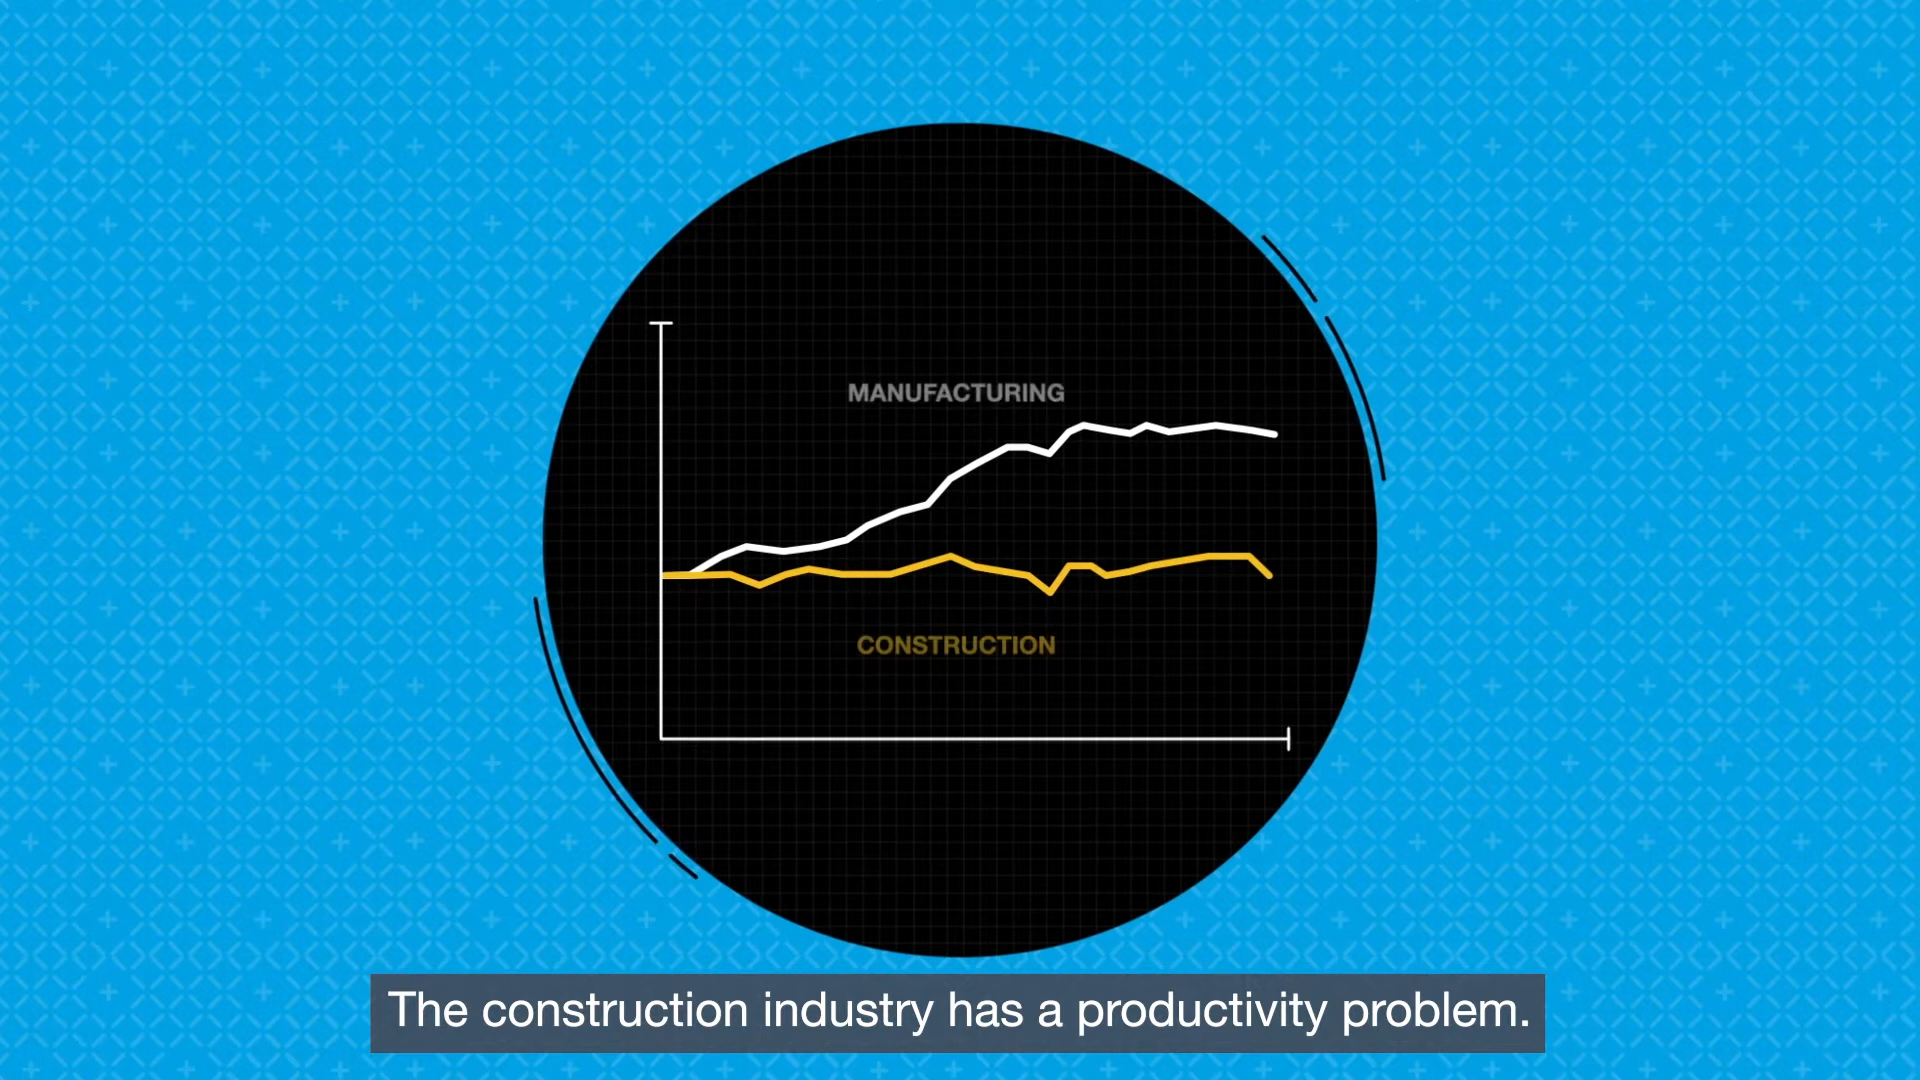 MANUFACTURING
CONSTRUCTION
The construction industry has a productivity problem.